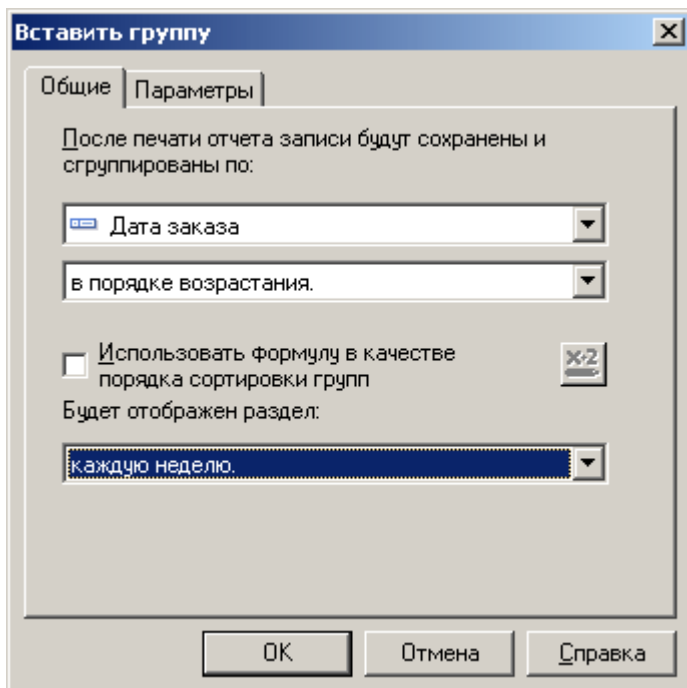 Вставить группу
Общие Параметры
После печати отчета записи будут сохранены и
сгруппированы по:
Дата заказа
в порядке возрастания.
Использовать формулу в качестве
порядка сортировки групп
X+2
Будет отображен раздел:
каждую неделю.
OK Отмена Справка